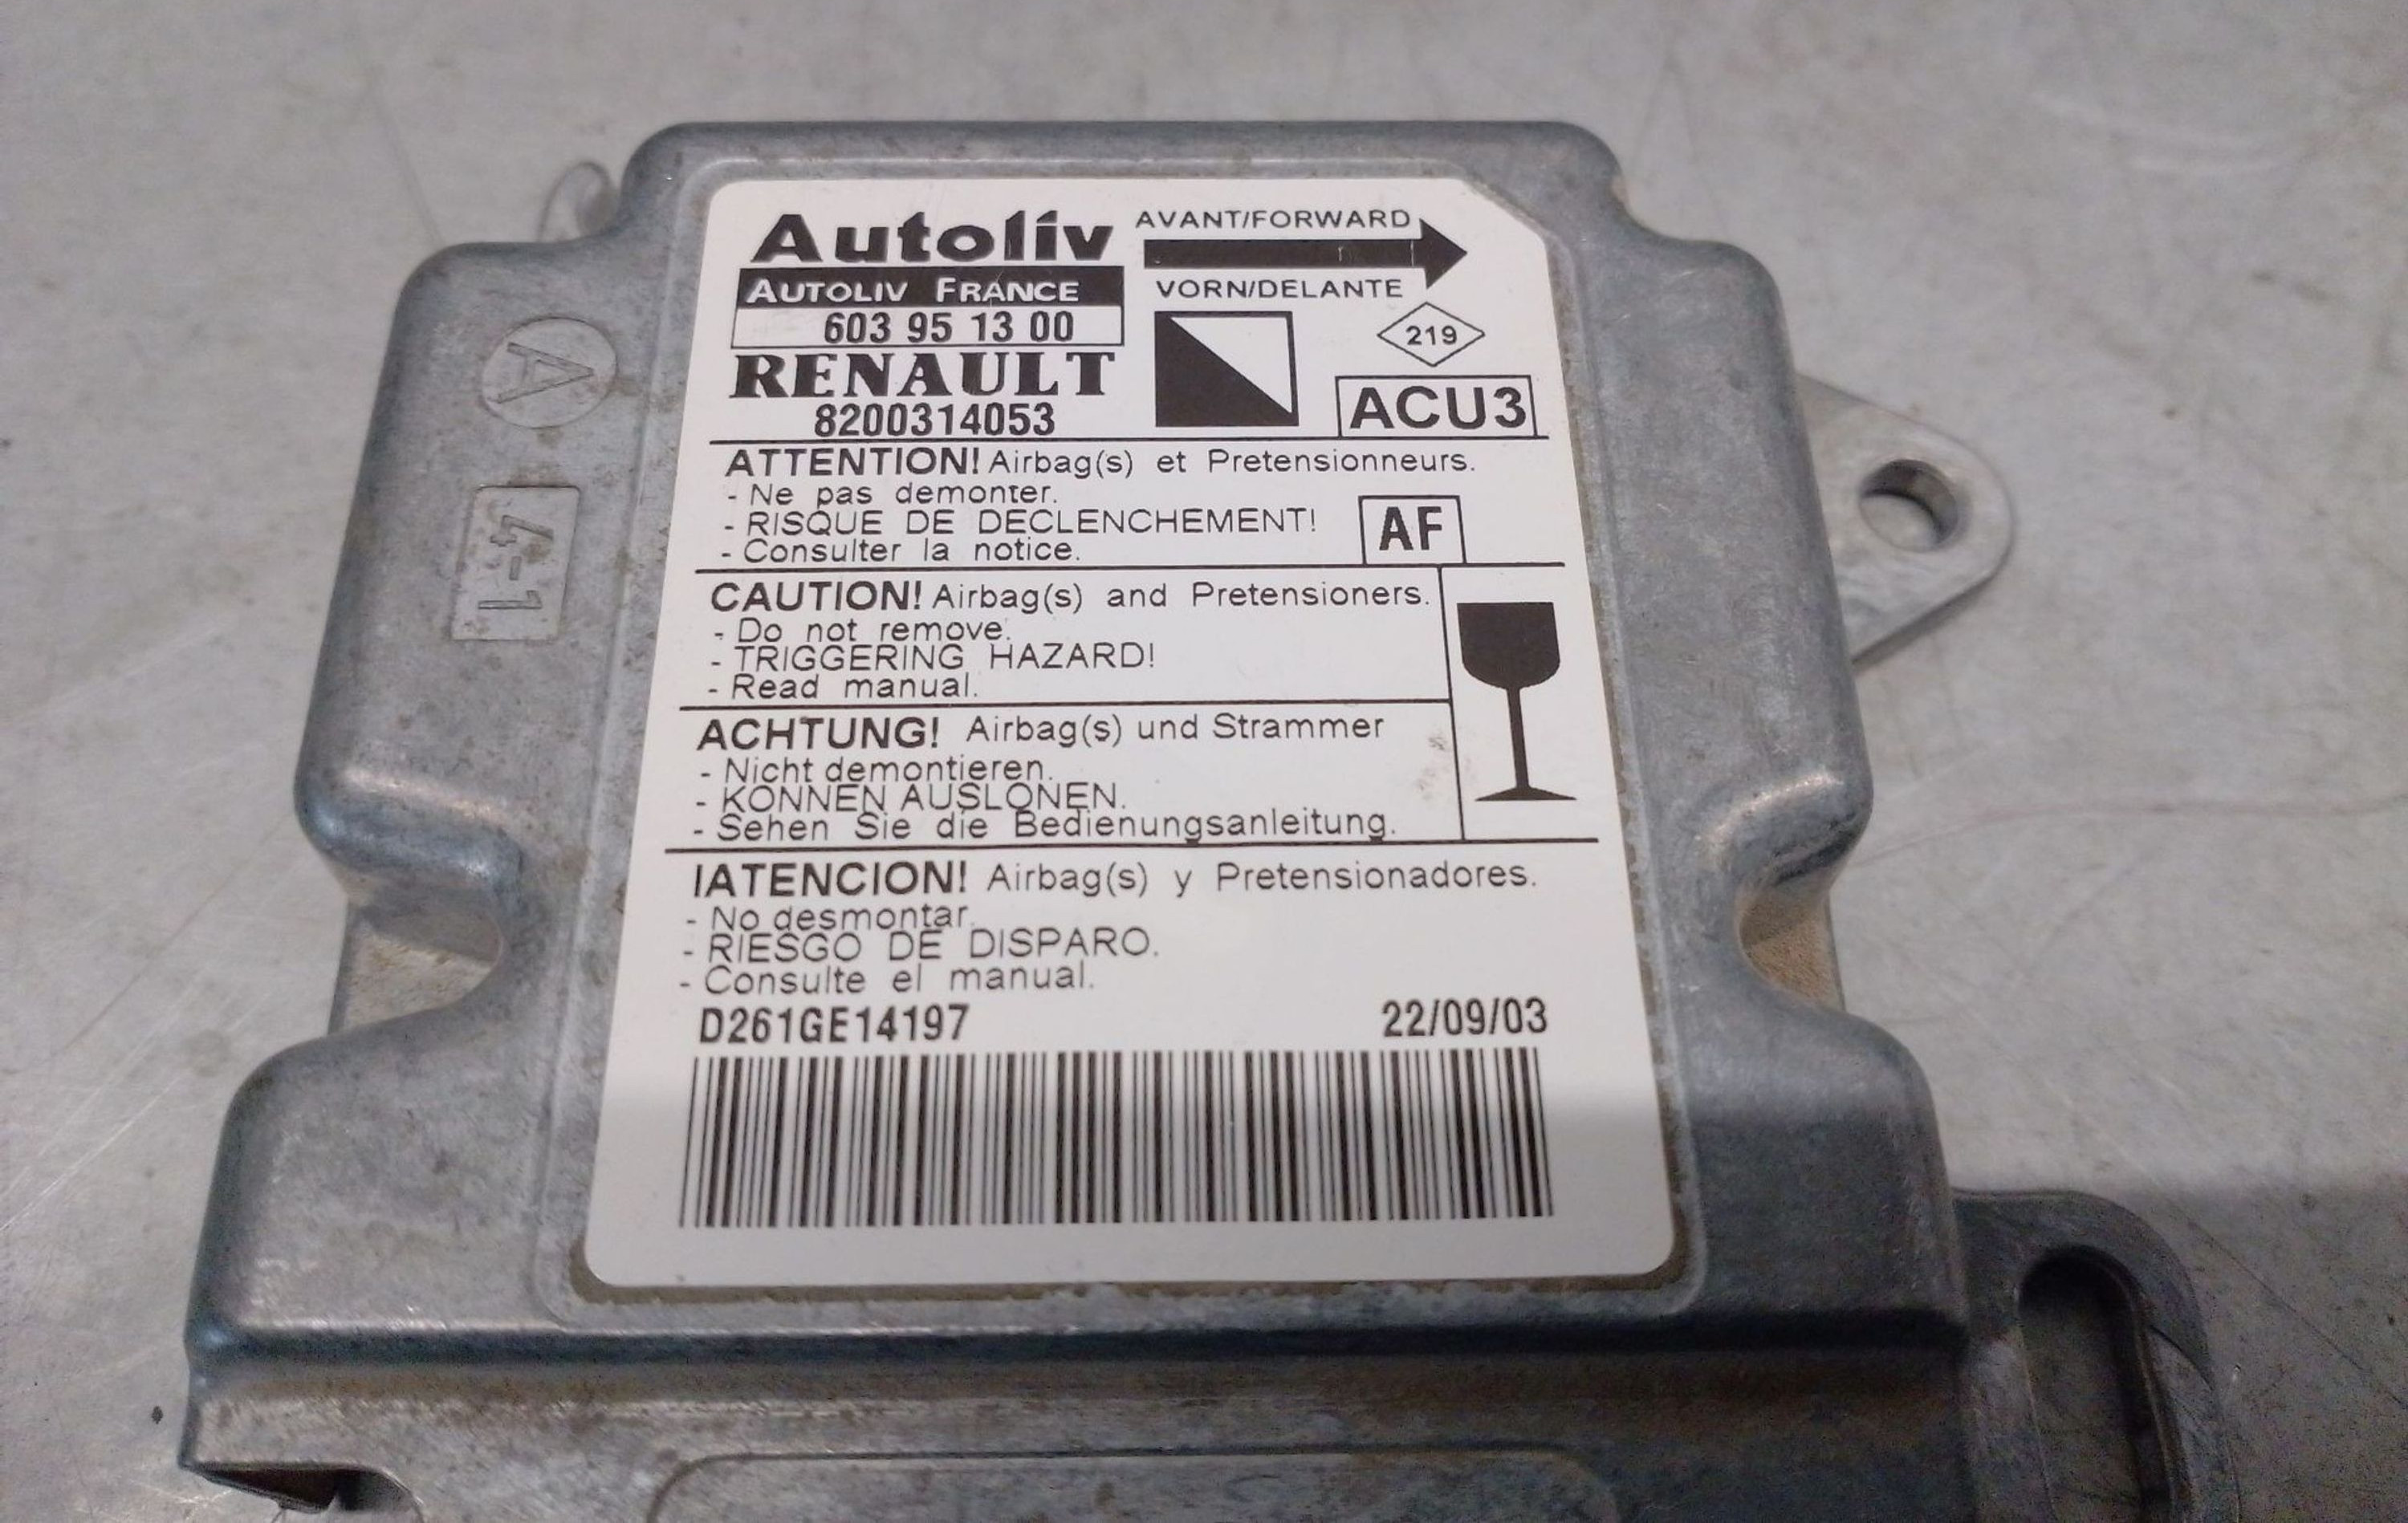 Autoliv
AVANT/FORWARD
AUTOLIV FRANCE
VORN/DELANTE
603 95 13 00
219
RENAULT
ACU3
8200314053
ATTENTION! Airbag(s) et Pretensionneurs.
- Ne pas demonter.
- RISQUE DE DECLENCHEMENT!
- Consulter la notice.
AF
CAUTION! Airbag(s) and Pretensioners.
- Do not remove.
- TRIGGERING HAZARD!
- Read manual.
ACHTUNG! Airbag(s) und Strammer
- Nicht demontieren.
- KONNEN AUSLONEN.
- Sehen Sie die Bedienungsanleitung.
IATENCION! Airbag(s) y Pretensionadores.
- No desmontar.
- RIESGO DE DISPARO.
- Consulte el manual.
D261GE14197 22/09/03
A
4-1